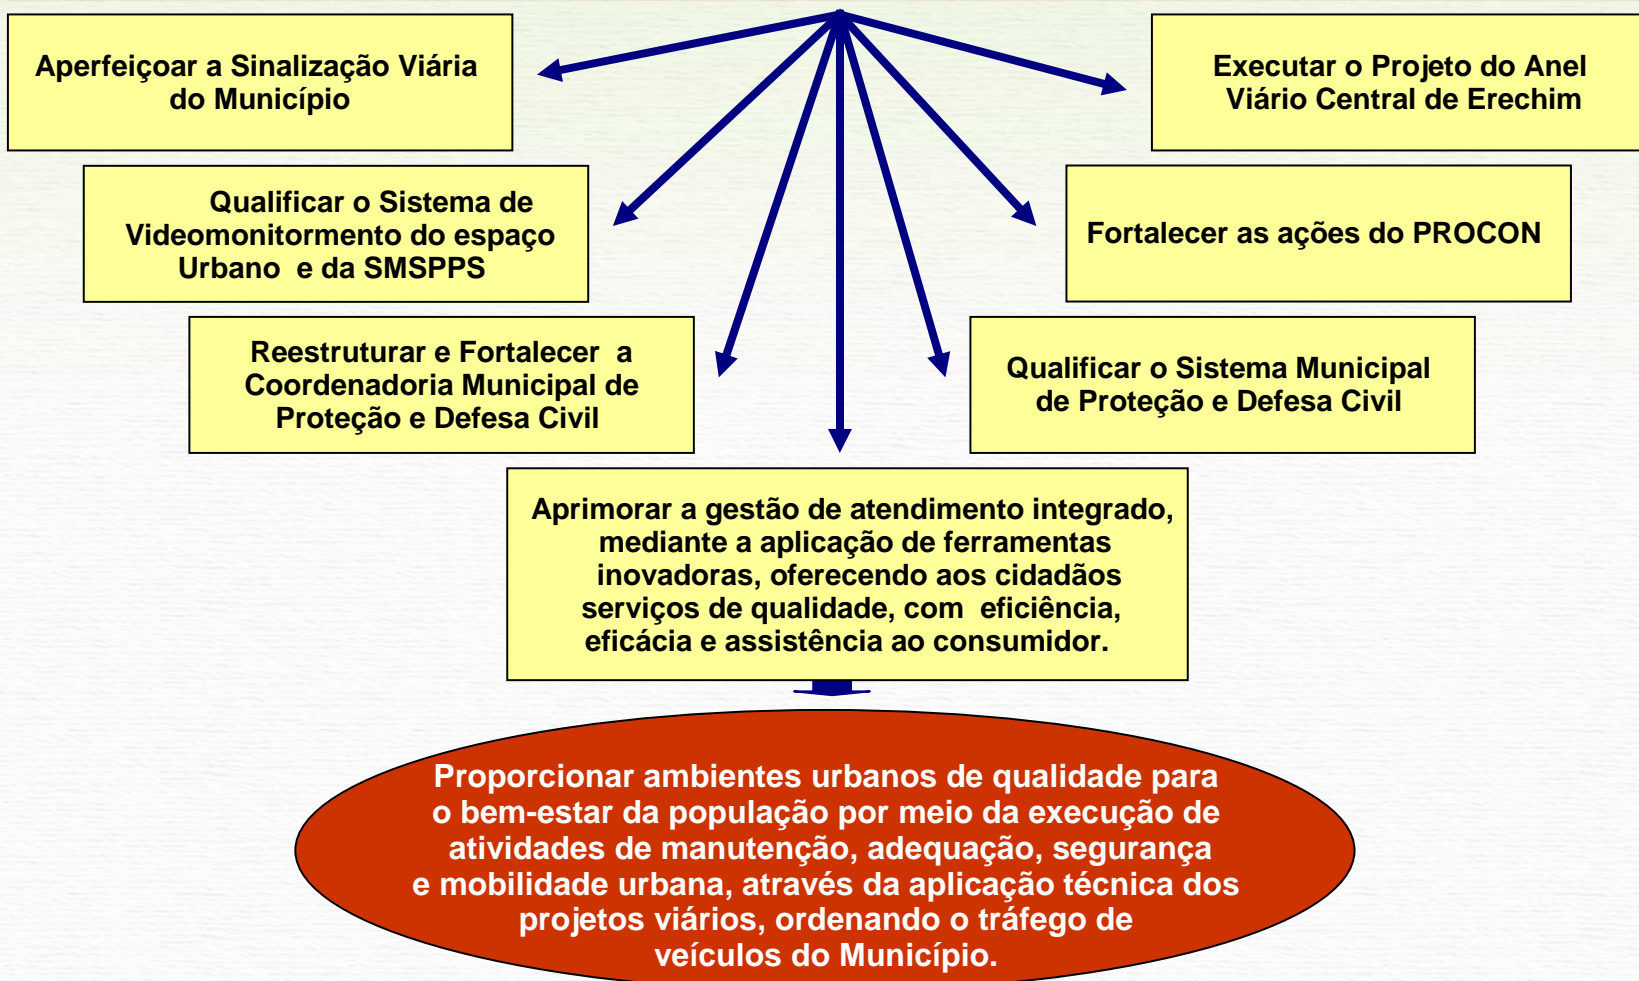 Aperfeiçoar a Sinalização Viária
do Município
Executar o Projeto do Anel
Viário Central de Erechim
Qualificar o Sistema de
Videomonitormento do espaço
Urbano e da SMSPPS
Fortalecer as ações do PROCON
Reestruturar e Fortalecer a
Coordenadoria Municipal de
Proteção e Defesa Civil
Qualificar o Sistema Municipal
de Proteção e Defesa Civil
Aprimorar a gestão de atendimento integrado,
mediante a aplicação de ferramentas
inovadoras, oferecendo aos cidadãos
serviços de qualidade, com eficiência,
eficácia e assistência ao consumidor.
Proporcionar ambientes urbanos de qualidade para
o bem-estar da população por meio da execução de
atividades de manutenção, adequação, segurança
e mobilidade urbana, através da aplicação técnica dos
projetos viários, ordenando o tráfego de
veículos do Município.